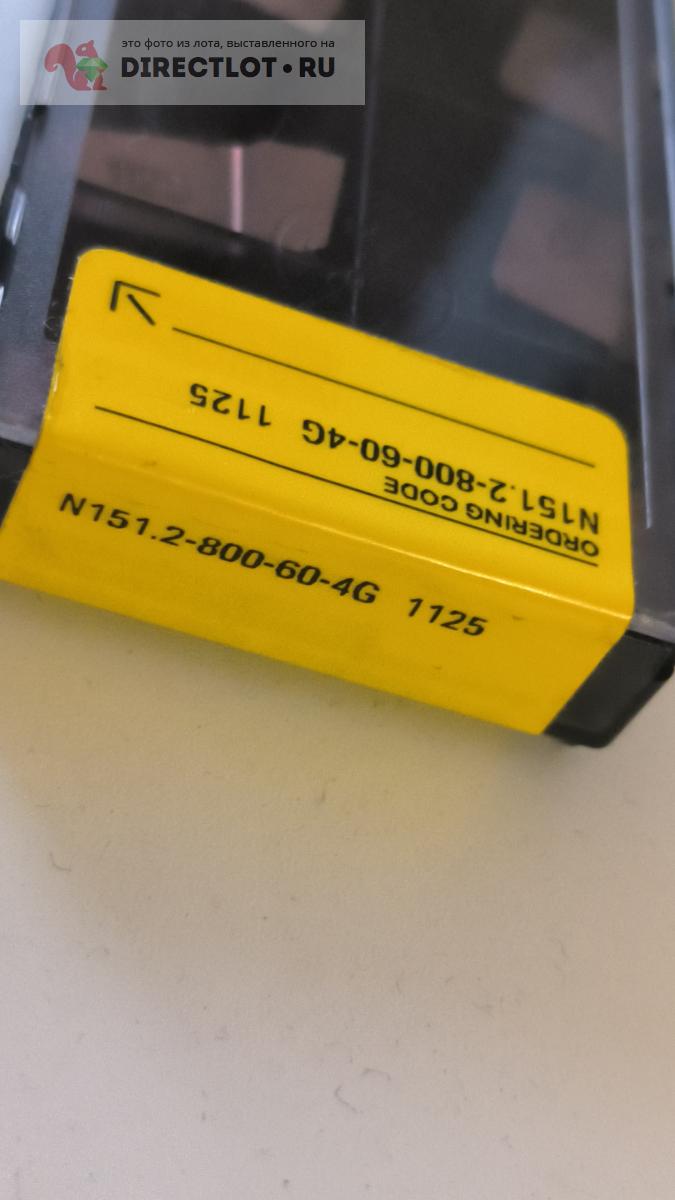 это фото из лота, выставленного на
DIRECTLOT.RU
ORDERING CODE
N151.2-800-60-4G 1125
N151.2-800-60-4G 1125